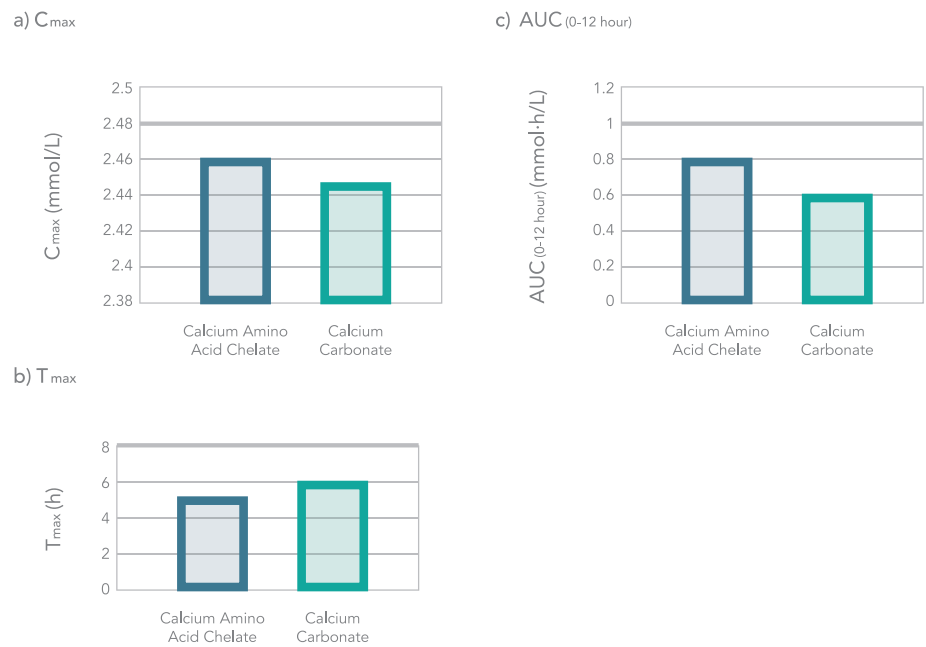 a) Cmax
Cmax (mmol/L)
2.5
2.48
2.46
2.44
2.42
2.4
2.38
Calcium Amino
Acid Chelate
Calcium
Carbonate
c) AUC (0-12 hour)
AUC (0-12 hour) (mmol·h/L)
1.2
1
0.8
0.6
0.4
0.2
0
Calcium Amino
Acid Chelate
Calcium
Carbonate
b) Tmax
Tmax (h)
8
6
4
2
0
Calcium Amino
Acid Chelate
Calcium
Carbonate